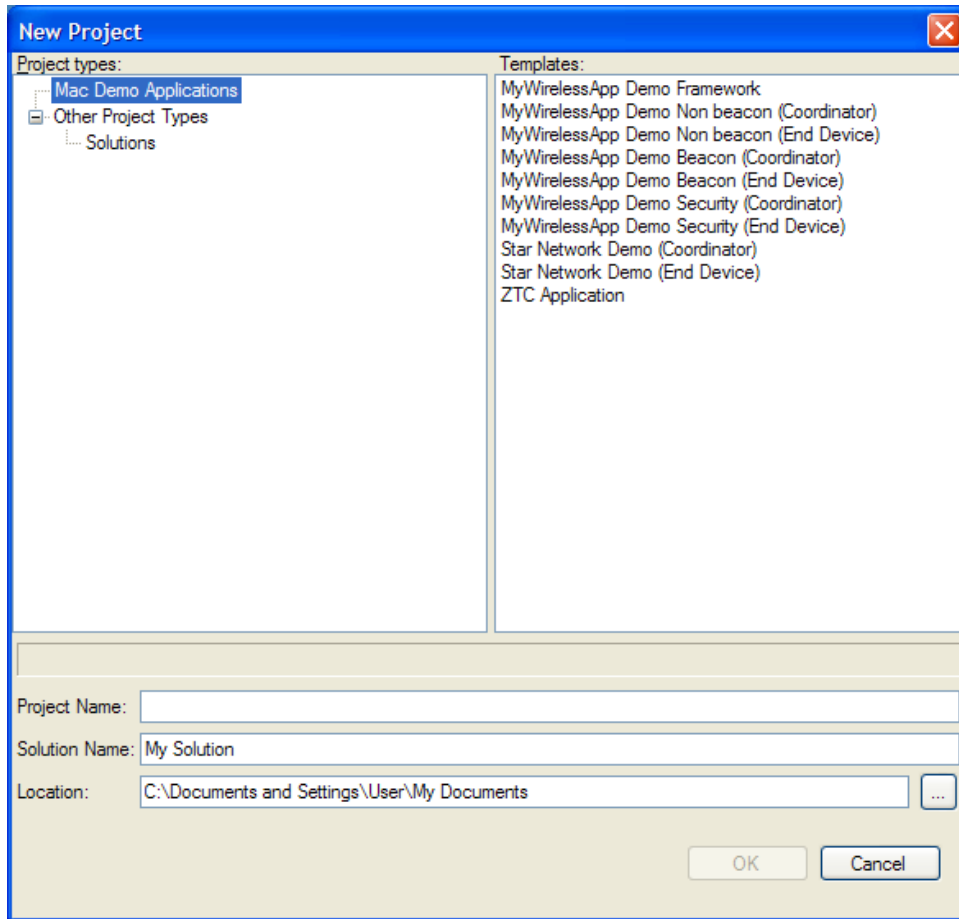 New Project
Project types:
Mac Demo Applications
Other Project Types
Solutions
Templates:
MyWirelessApp Demo Framework
MyWirelessApp Demo Non beacon (Coordinator)
MyWirelessApp Demo Non beacon (End Device)
MyWirelessApp Demo Beacon (Coordinator)
MyWirelessApp Demo Beacon (End Device)
MyWirelessApp Demo Security (Coordinator)
MyWirelessApp Demo Security (End Device)
Star Network Demo (Coordinator)
Star Network Demo (End Device)
ZTC Application
Project Name:
Solution Name: My Solution
Location: C:\Documents and Settings\User\My Documents ...
OK Cancel